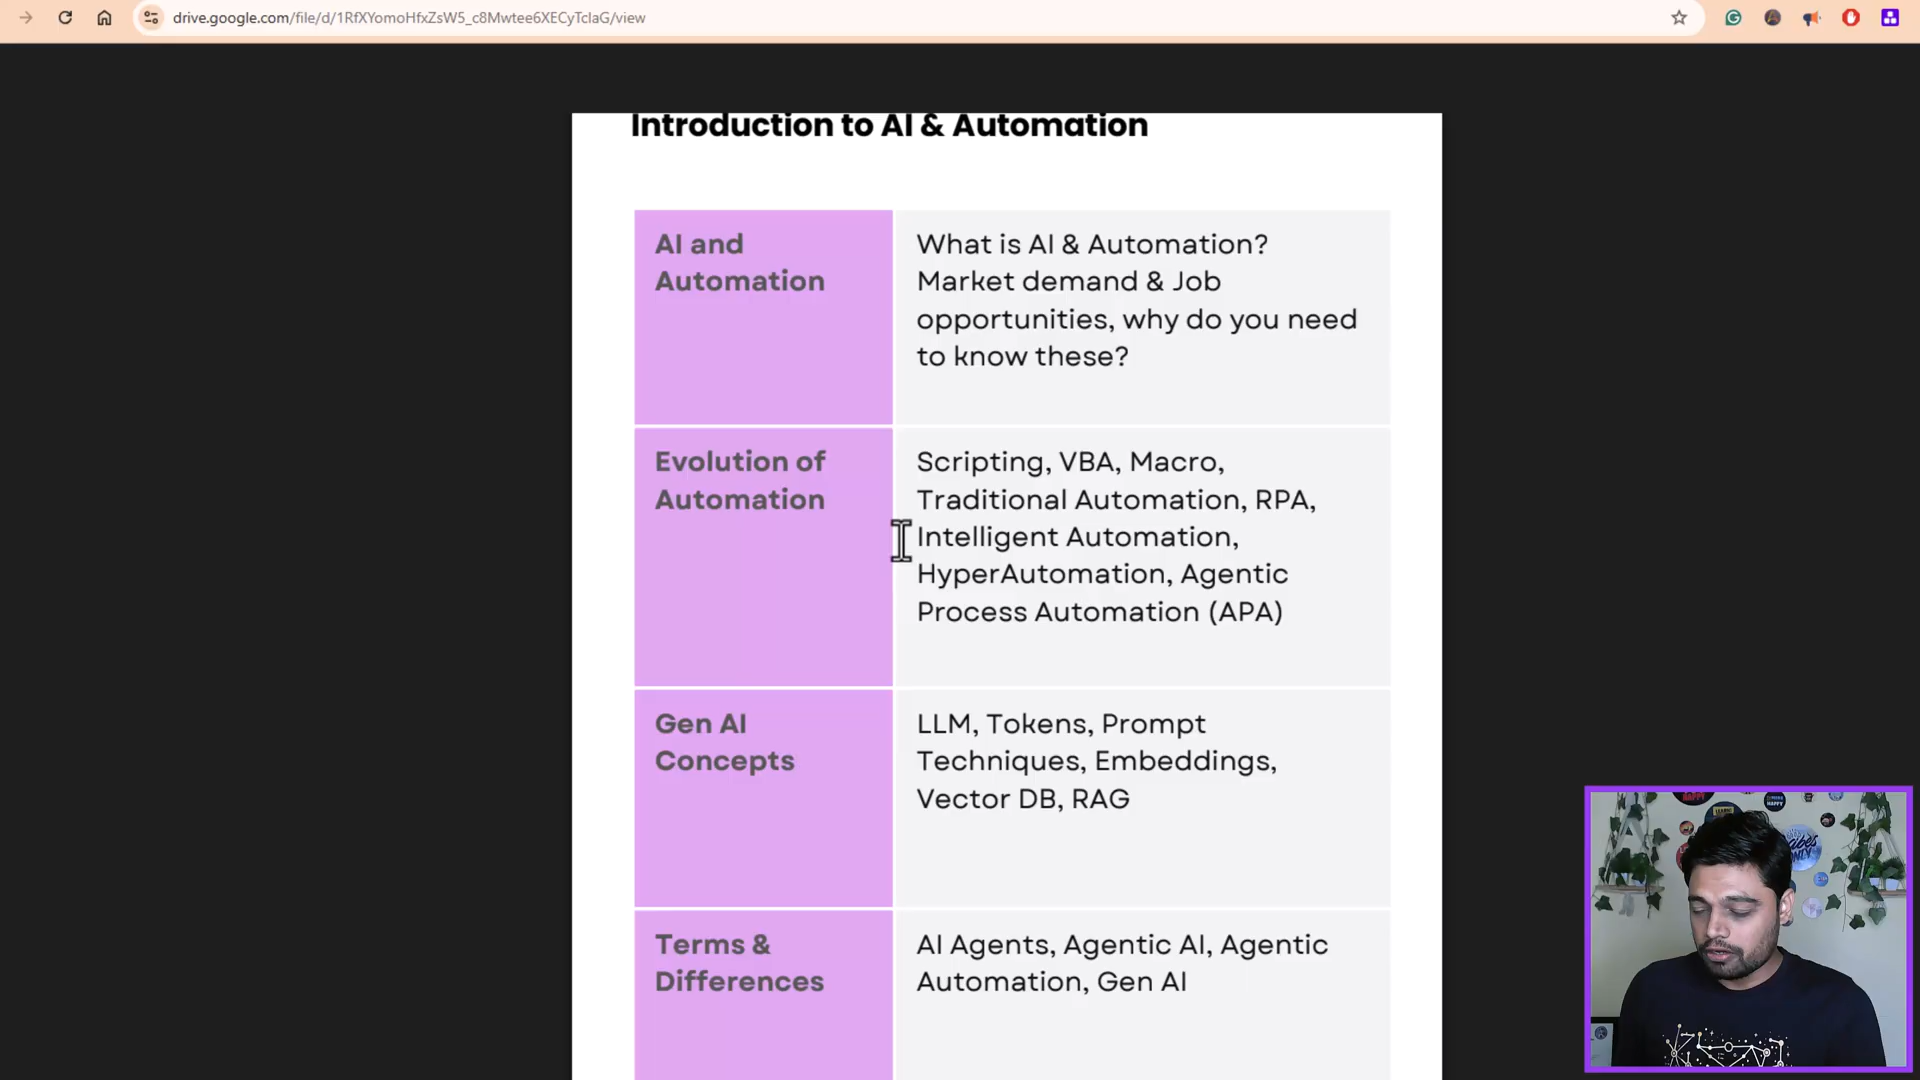 drive.google.com/file/d/1RfXYomoHfxZsW5_c8Mwtee6XECyTclaG/view
Introduction to AI & Automation
AI and
Automation
What is AI & Automation?
Market demand & Job
opportunities, why do you need
to know these?
Evolution of
Automation
Scripting, VBA, Macro,
Traditional Automation, RPA,
Intelligent Automation,
HyperAutomation, Agentic
Process Automation (APA)
Gen AI
Concepts
LLM, Tokens, Prompt
Techniques, Embeddings,
Vector DB, RAG
Terms &
Differences
AI Agents, Agentic AI, Agentic
Automation, Gen AI